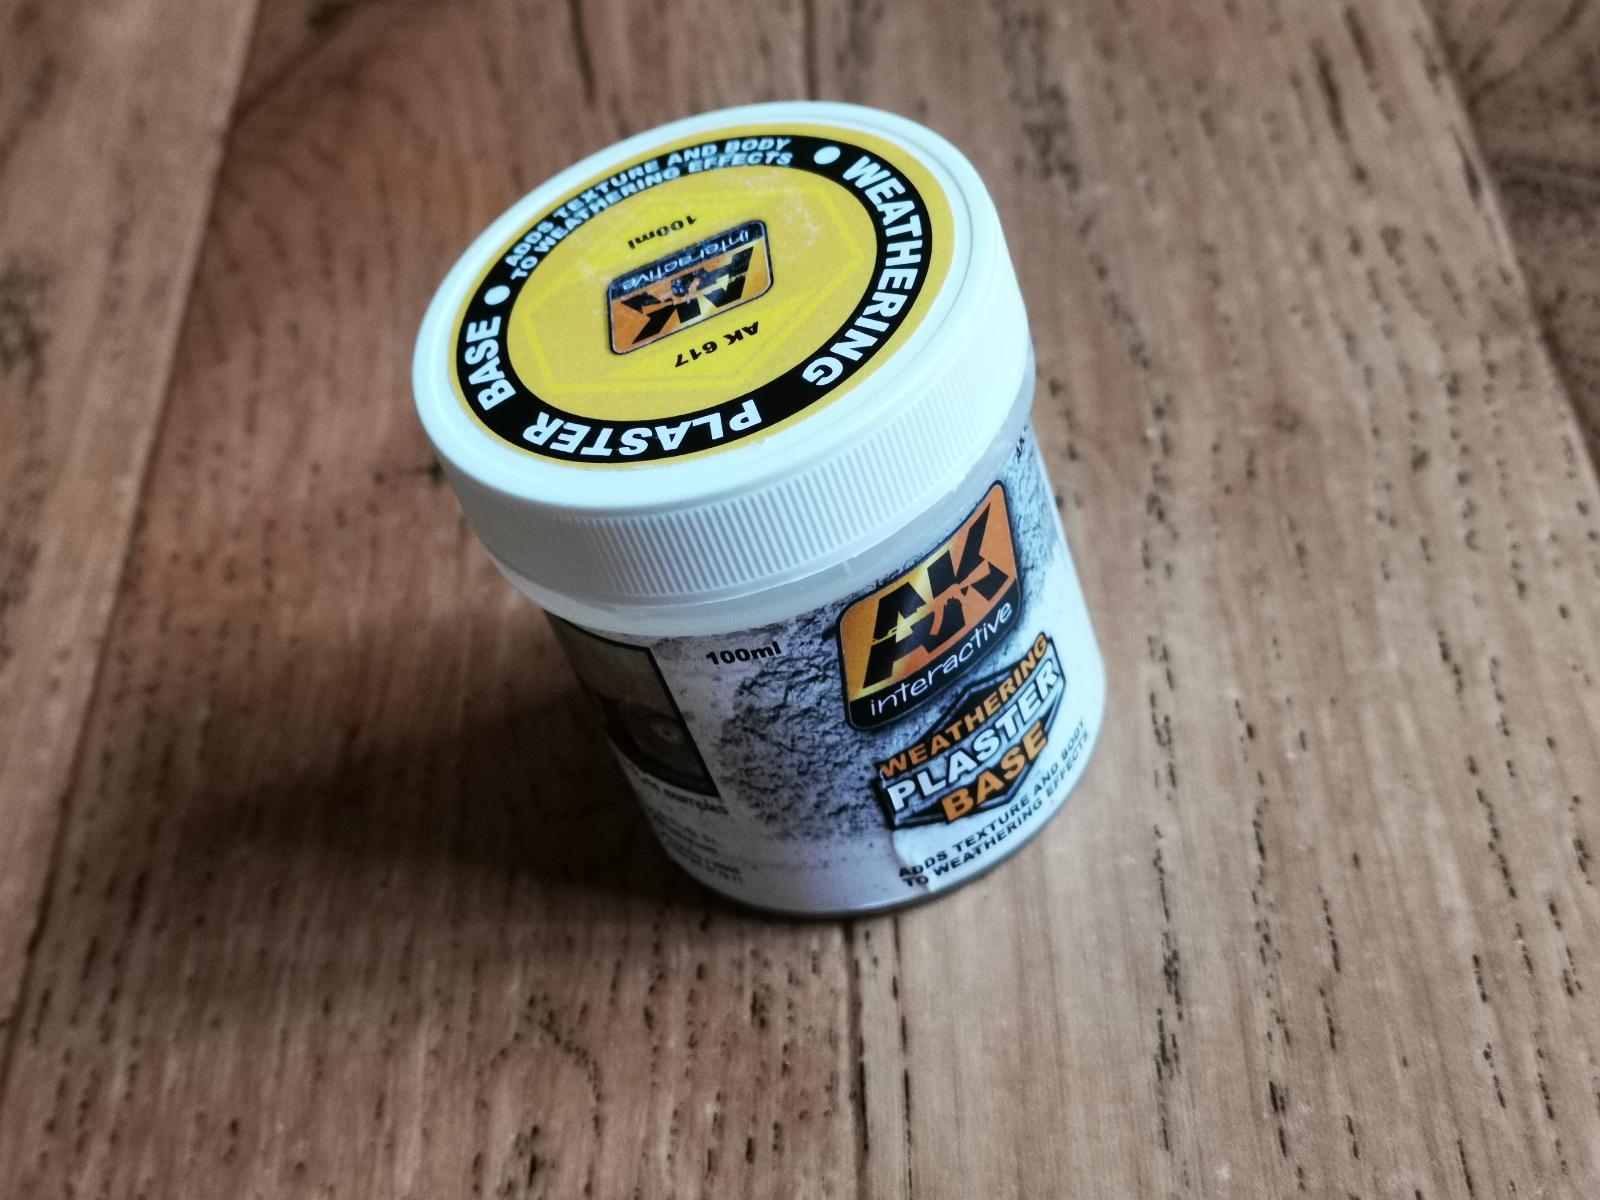 WEATHERING PLASTER BASE
ADDS TEXTURE AND BODY
TO WEATHERING EFFECTS
AK 617
AK
interactive
100ml
100ml
AK
interactive
WEATHERING
PLASTER
BASE
ADDS TEXTURE AND BODY
TO WEATHERING EFFECTS
examples